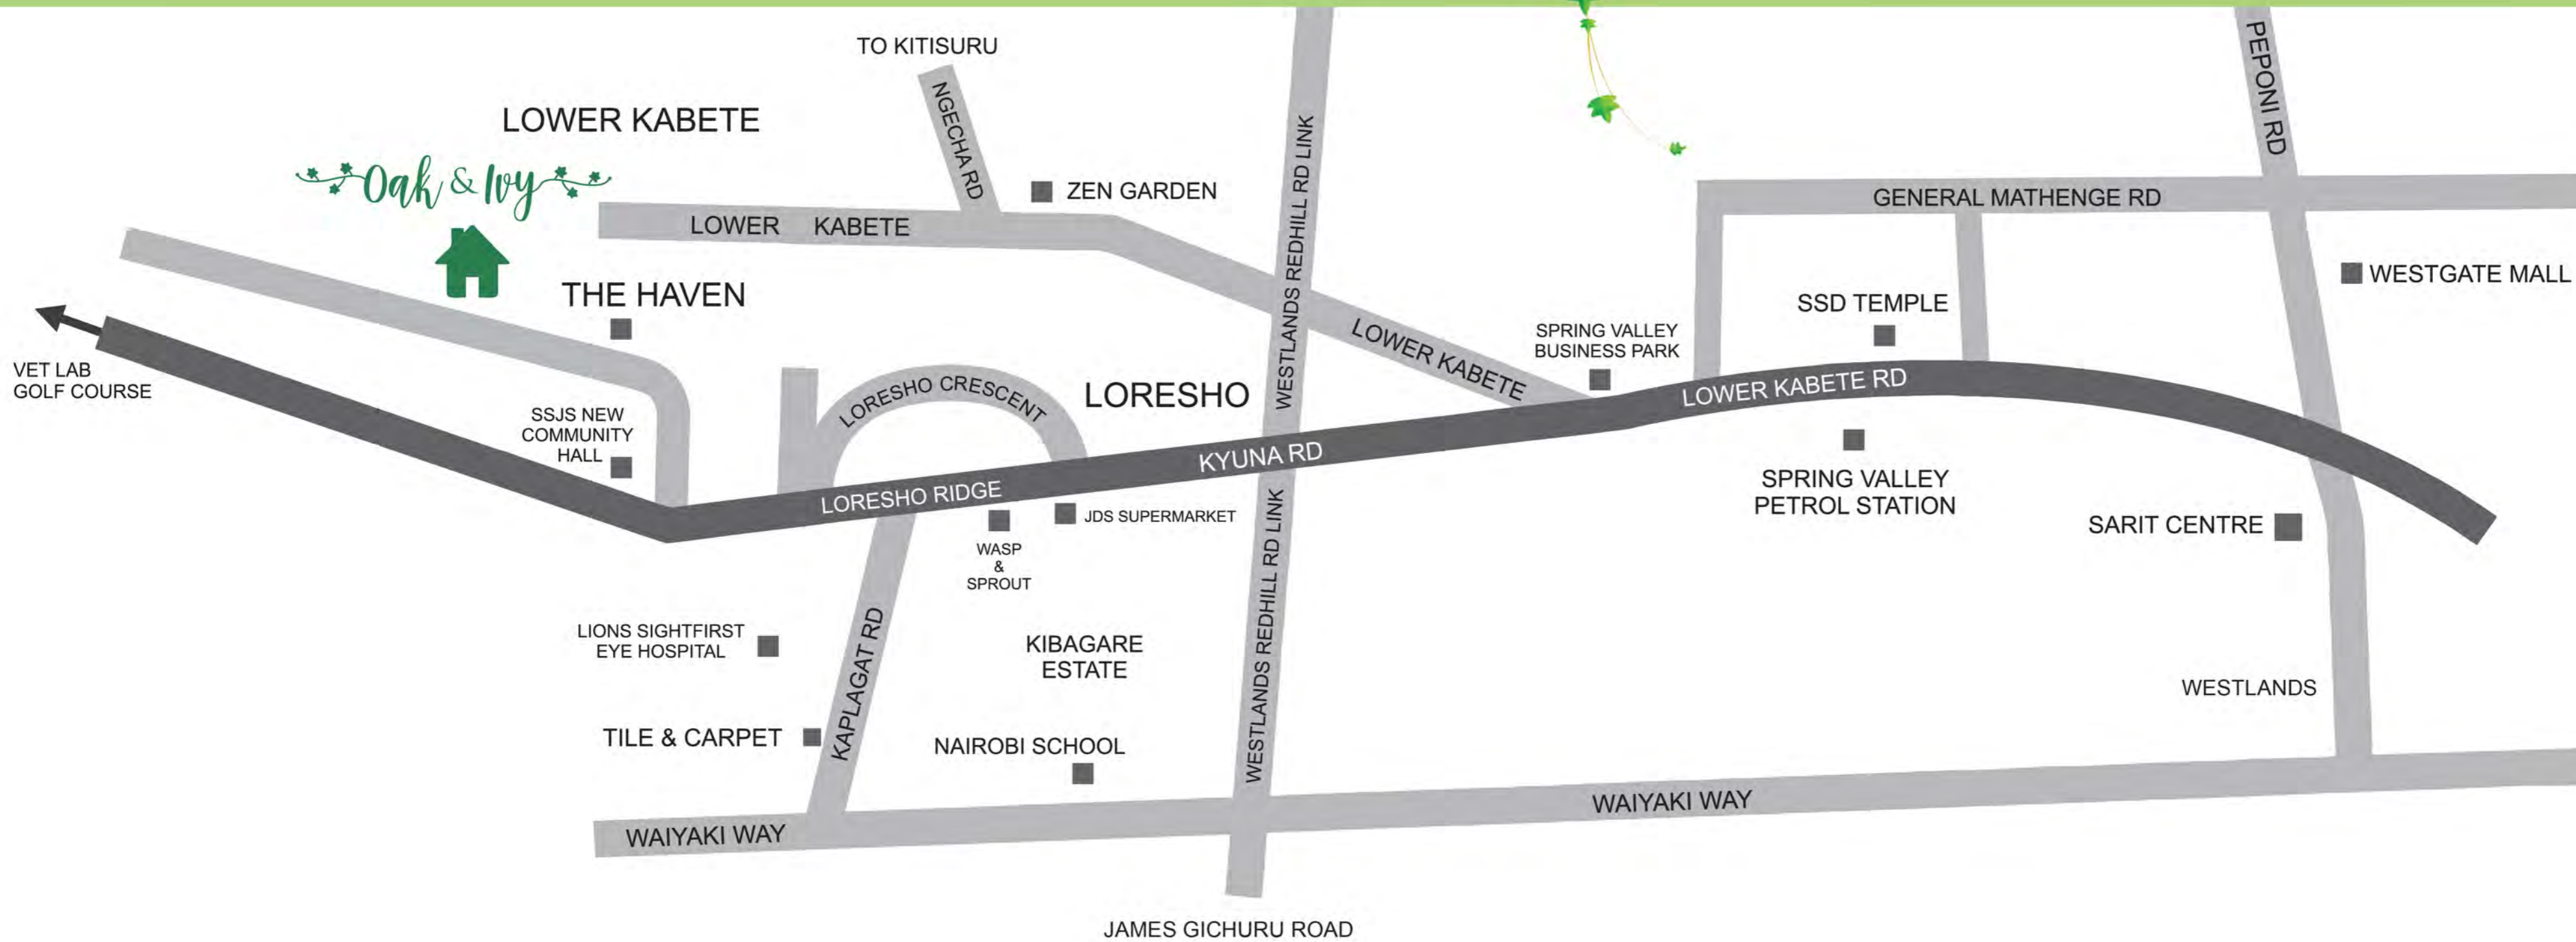 TO KITISURU
PEPONI RD
NGECHA RD
LOWER KABETE
Oak & Ivy
ZEN GARDEN
WESTLANDS REDHILL RD LINK
GENERAL MATHENGE RD
LOWER KABETE
WESTGATE MALL
THE HAVEN
SSD TEMPLE
SPRING VALLEY
BUSINESS PARK
LOWER KABETE
VET LAB
GOLF COURSE
LORESHO CRESCENT
LORESHO
LOWER KABETE RD
SSJS NEW
COMMUNITY
HALL
KYUNA RD
SPRING VALLEY
PETROL STATION
LORESHO RIDGE
JDS SUPERMARKET
SARIT CENTRE
WASP
&
SPROUT
WESTLANDS REDHILL RD LINK
LIONS SIGHTFIRST
EYE HOSPITAL
KAPLAGAT RD
KIBAGARE
ESTATE
WESTLANDS
TILE & CARPET
NAIROBI SCHOOL
WAIYAKI WAY
WAIYAKI WAY
JAMES GICHURU ROAD